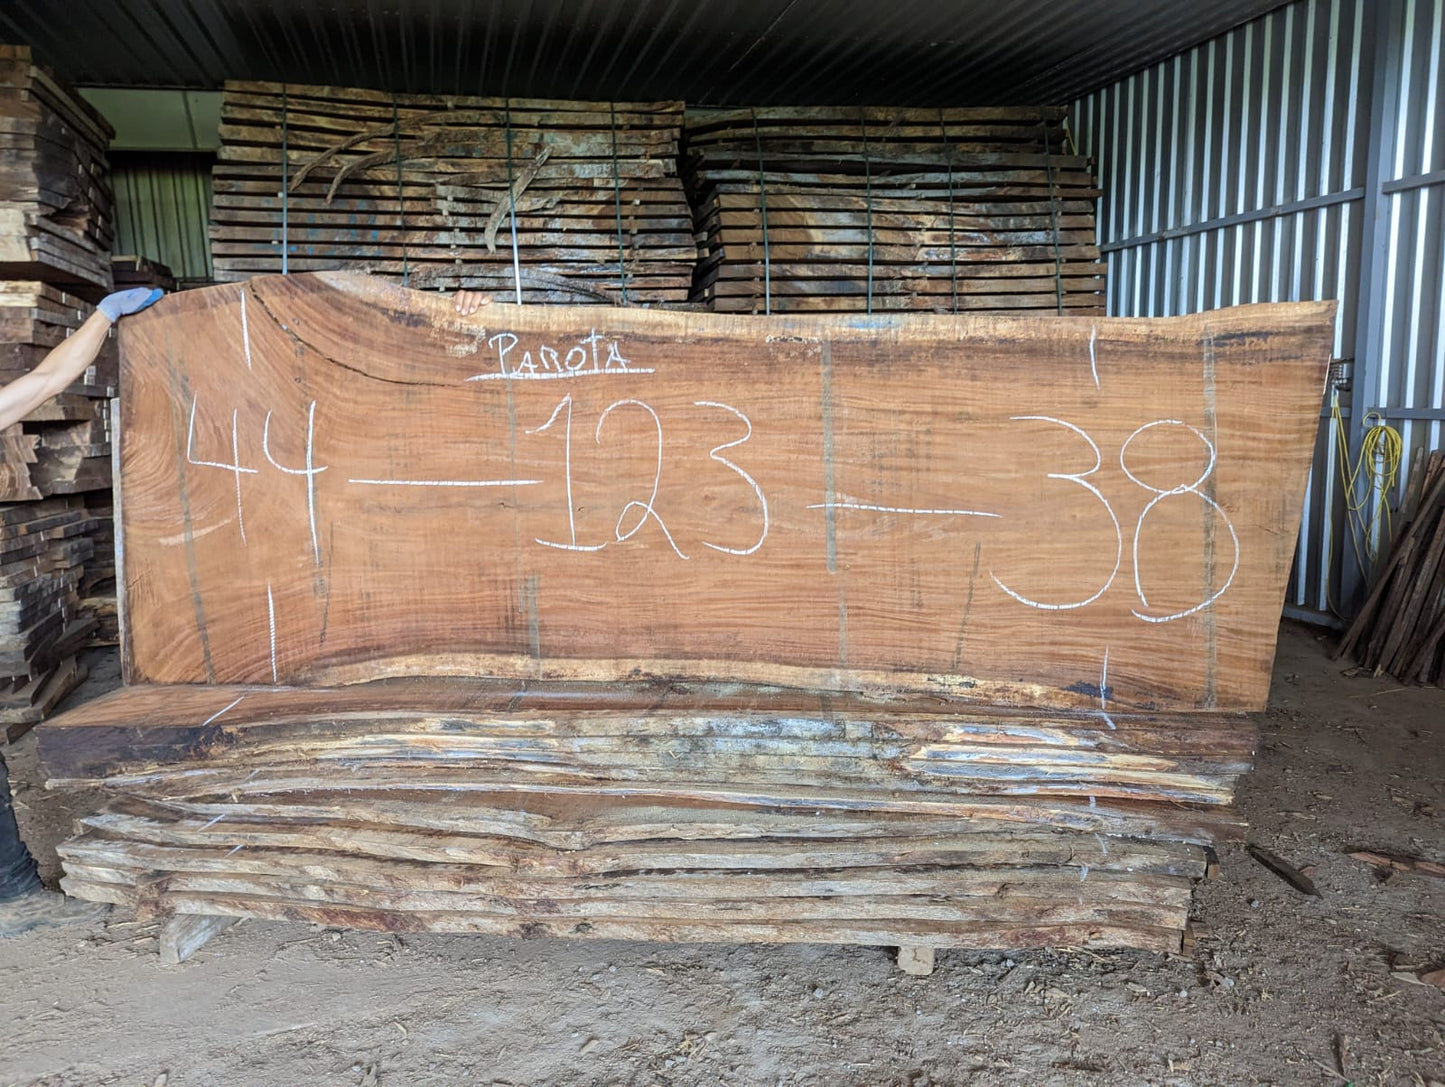 PAROTA
44 — 123 — 38